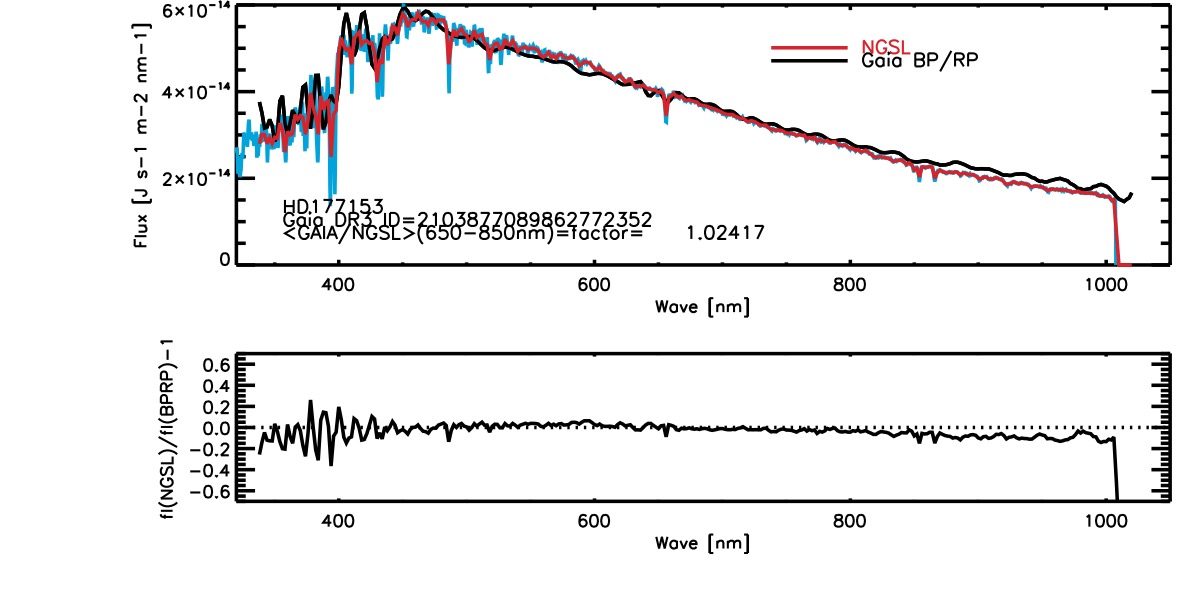 6×10−14
4×10−14
2×10−14
0
Flux [J s−1 m−2 nm−1]
NGSL
Gaia BP/RP
HD177153
Gaia DR3 ID=2103877089862772352
<GAIA/NGSL>(650−850nm)=factor= 1.02417
400 600 800 1000
Wave [nm]
0.6
0.4
0.2
0.0
−0.2
−0.4
−0.6
fl(NGSL)/fl(BPRP)−1
400 600 800 1000
Wave [nm]